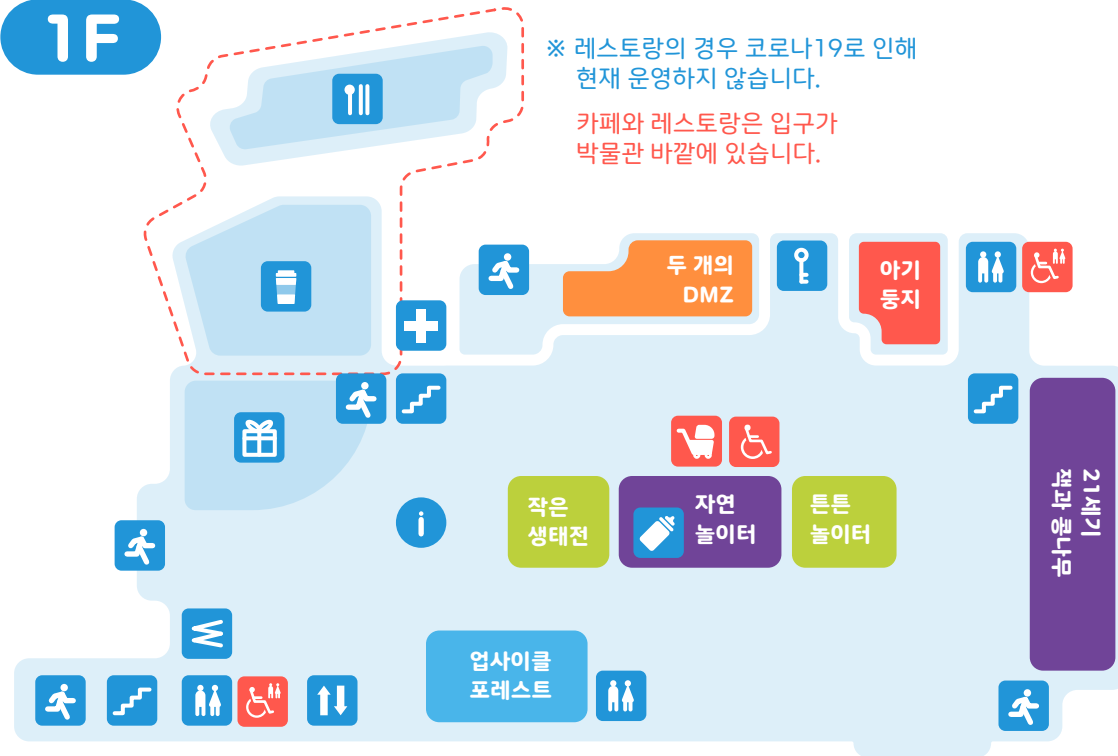 1F
※ 레스토랑의 경우 코로나19로 인해
현재 운영하지 않습니다.
카페와 레스토랑은 입구가
박물관 바깥에 있습니다.
두 개의
DMZ
아기
둥지
작은
생태전
자연
놀이터
튼튼
놀이터
21세기
잭과 콩나무
업사이클
포레스트